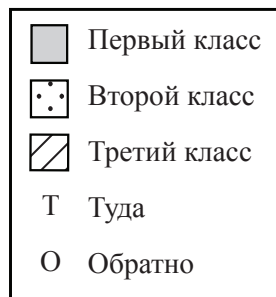 Первый класс
Второй класс
Третий класс
Т Туда
О Обратно